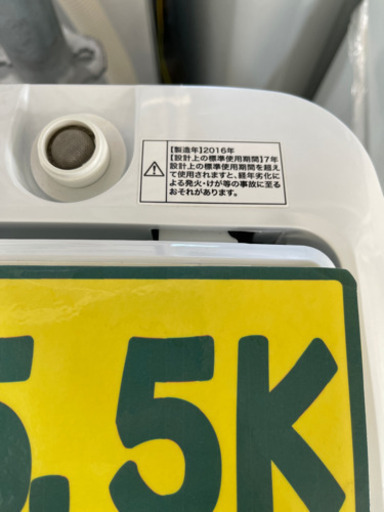 【製造年】2016年
【設計上の標準使用期間】7年
設計上の標準使用期間を超え
て使用されますと、経年劣化に
よる発火・けが等の事故に至る
おそれがあります。
5.5K